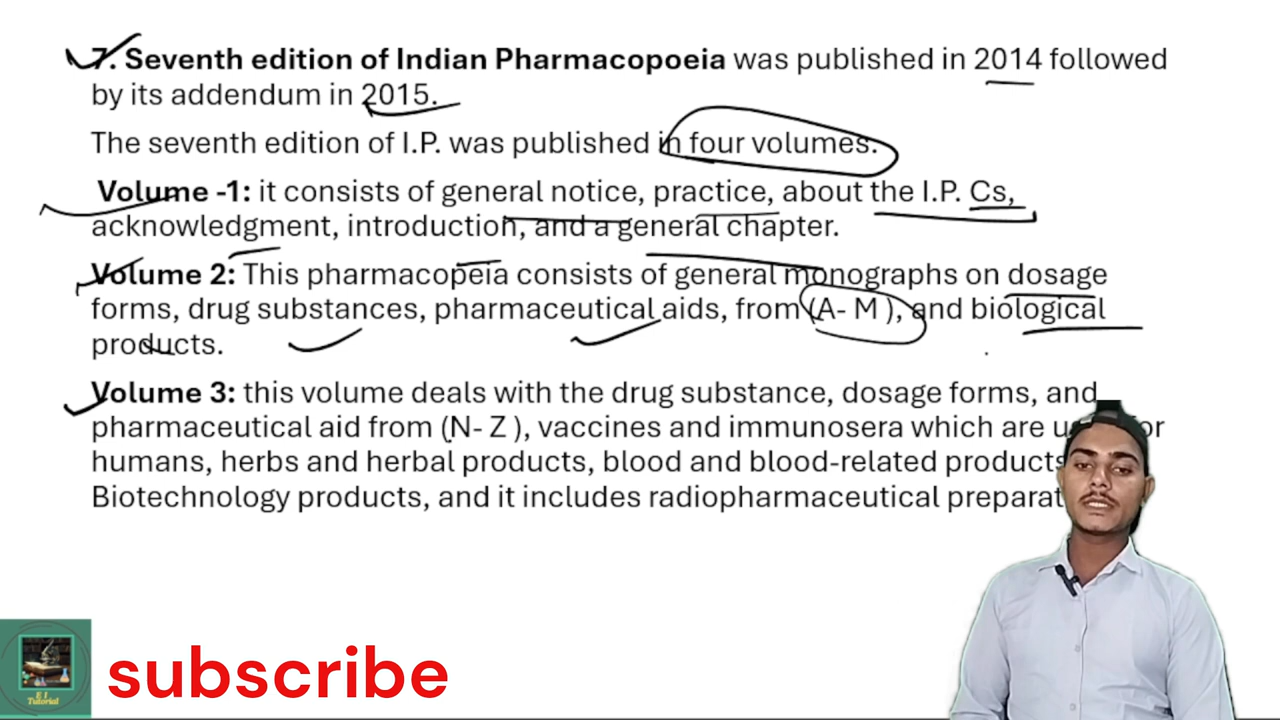 7. Seventh edition of Indian Pharmacopoeia was published in 2014 followed
by its addendum in 2015.
The seventh edition of I.P. was published in four volumes.
Volume -1: it consists of general notice, practice, about the I.P. Cs,
acknowledgment, introduction, and a general chapter.
Volume 2: This pharmacopeia consists of general monographs on dosage
forms, drug substances, pharmaceutical aids, from (A- M ), and biological
products.
Volume 3: this volume deals with the drug substance, dosage forms, and
pharmaceutical aid from (N- Z ), vaccines and immunosera which are
humans, herbs and herbal products, blood and blood-related products
Biotechnology products, and it includes radiopharmaceutical
subscribe
E I
Tutorial